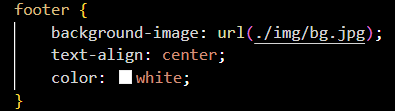 footer {
    background-image: url(./img/bg.jpg);
    text-align: center;
    color: white;
}